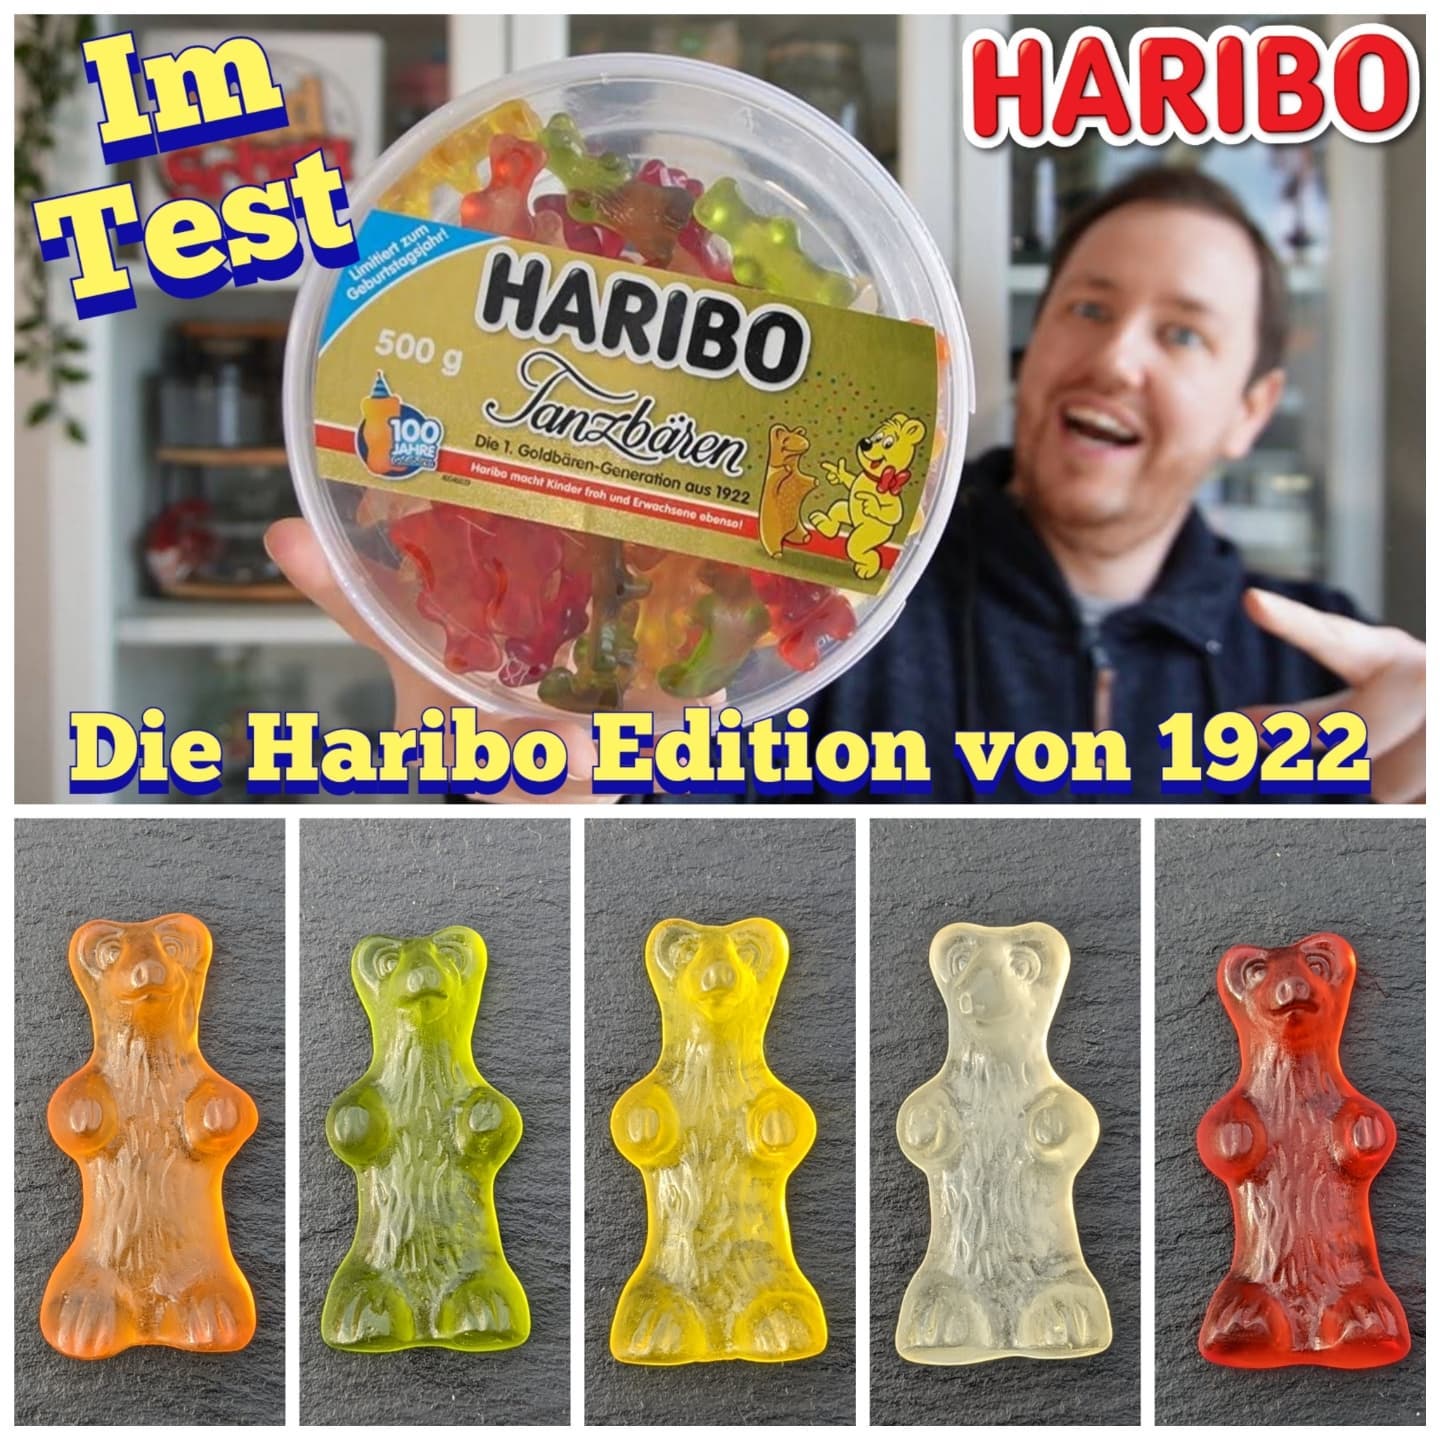 Im
Test
HARIBO
Limitiert zum
Geburtstagsjahr!
HARIBO
500 g
Tanzbären
100
JAHRE
Die 1. Goldbären-Generation aus 1922
Haribo macht Kinder froh und Erwachsene ebenso!
Die Haribo Edition von 1922